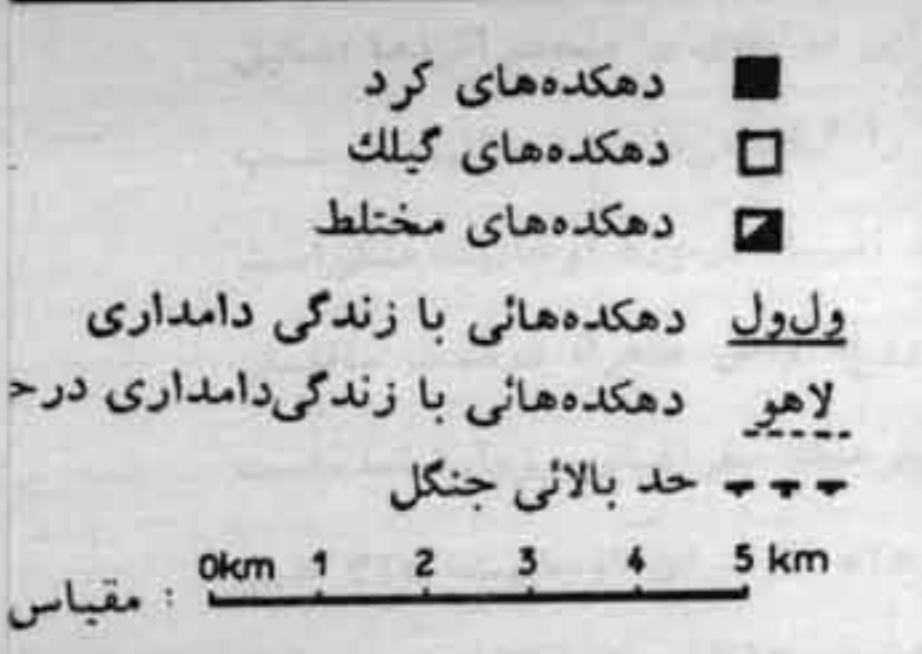 دهکده‌های کرد
دهکده‌های گیلك
دهکده‌های مختلط
ول‌ول دهکده‌هائی با زندگی دامداری
لاهو دهکده‌هائی با زندگی‌دامداری در
حد بالائی جنگل
0km 1 2 3 4 5 km
مقیاس :